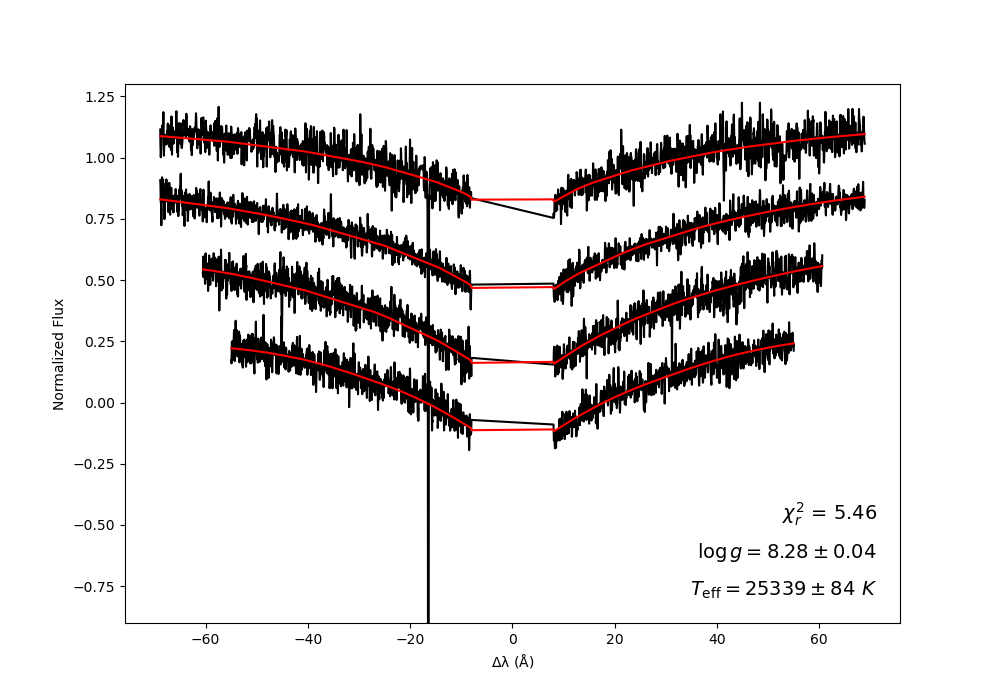 1.25
1.00
0.75
0.50
0.25
0.00
−0.25
−0.50
−0.75
Normalized Flux
χ²ᵣ = 5.46
log g = 8.28 ± 0.04
T_eff = 25339 ± 84 K
−60 −40 −20 0 20 40 60
Δλ (Å)